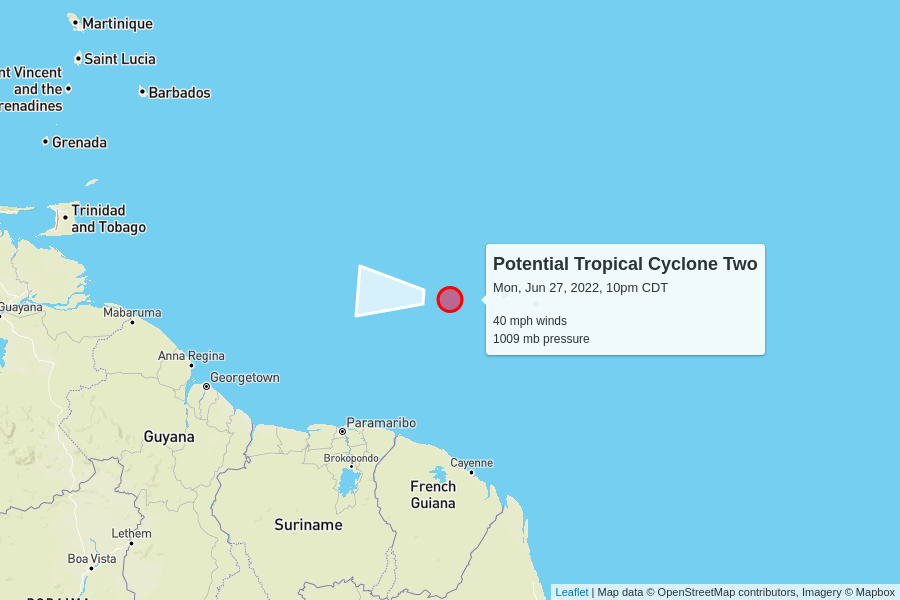 Martinique
Saint Lucia
nt Vincent
and the
renadines
Barbados
Grenada
Trinidad
and Tobago
Potential Tropical Cyclone Two
Mon, Jun 27, 2022, 10pm CDT
40 mph winds
1009 mb pressure
Guayana
Mabaruma
Anna Regina
Georgetown
Guyana
Paramaribo
Brokopondo
Cayenne
French
Guiana
Suriname
Lethem
Boa Vista
RORAIMA
Leaflet | Map data © OpenStreetMap contributors, Imagery © Mapbox